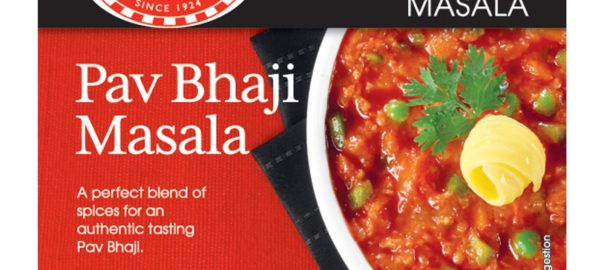 SINCE 1924
MASALA
Pav Bhaji
Masala
A perfect blend of
spices for an
authentic tasting
Pav Bhaji.